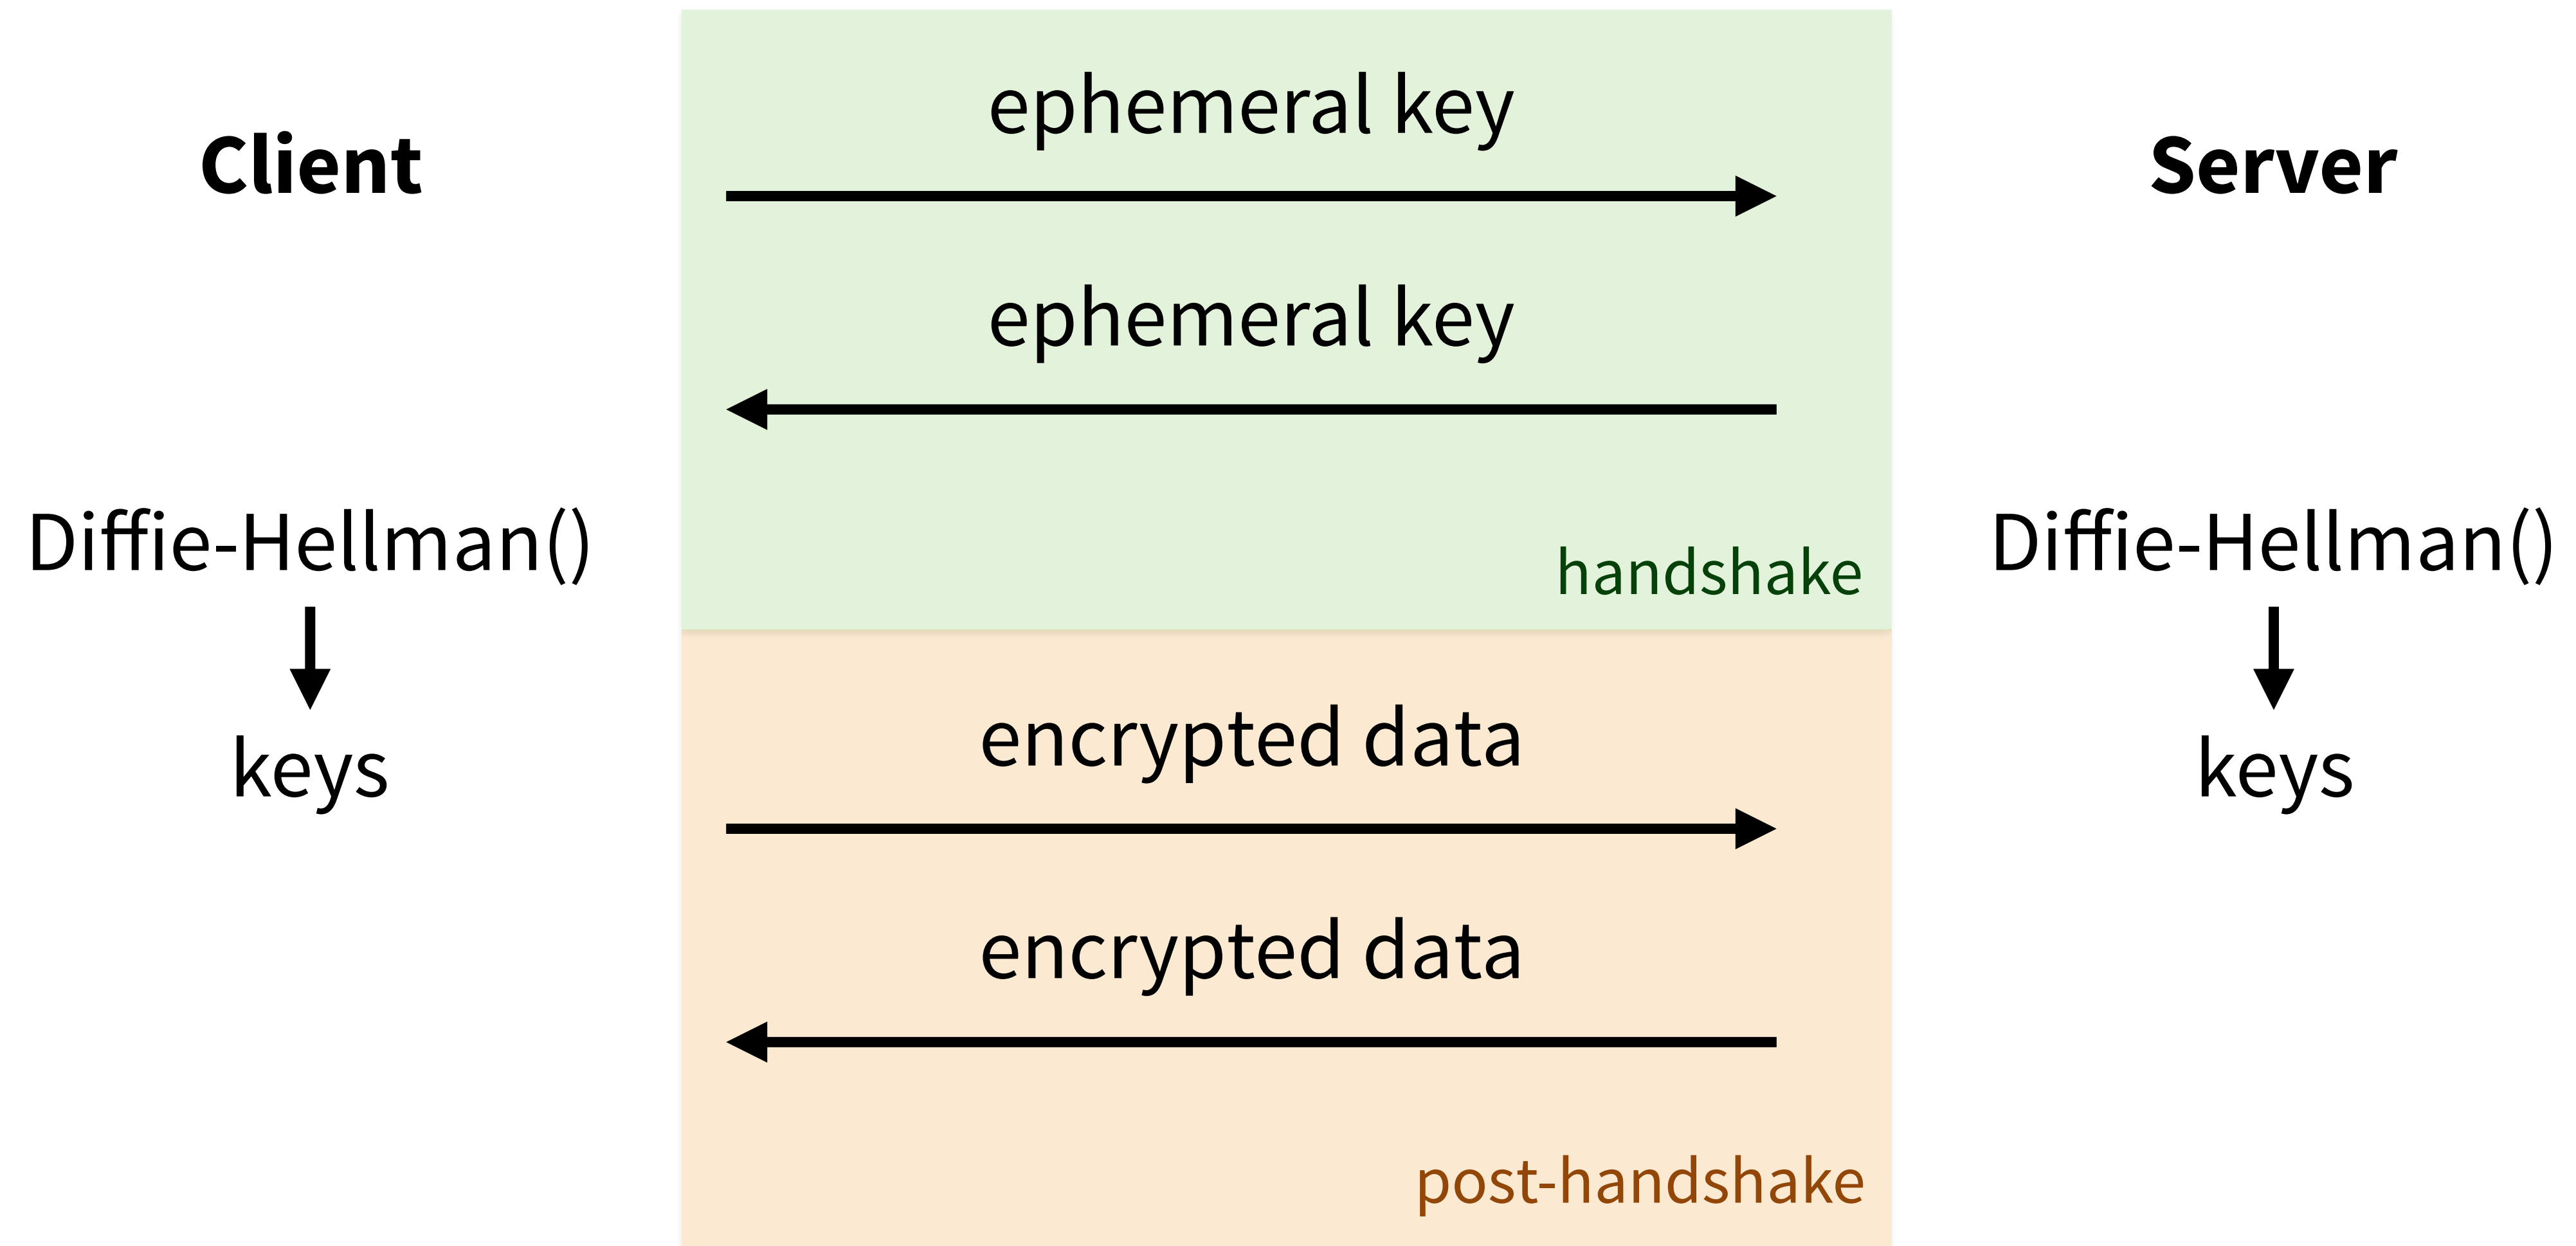 Client
ephemeral key
Server
ephemeral key
Diffie-Hellman()
handshake
Diffie-Hellman()
keys
encrypted data
keys
encrypted data
post-handshake